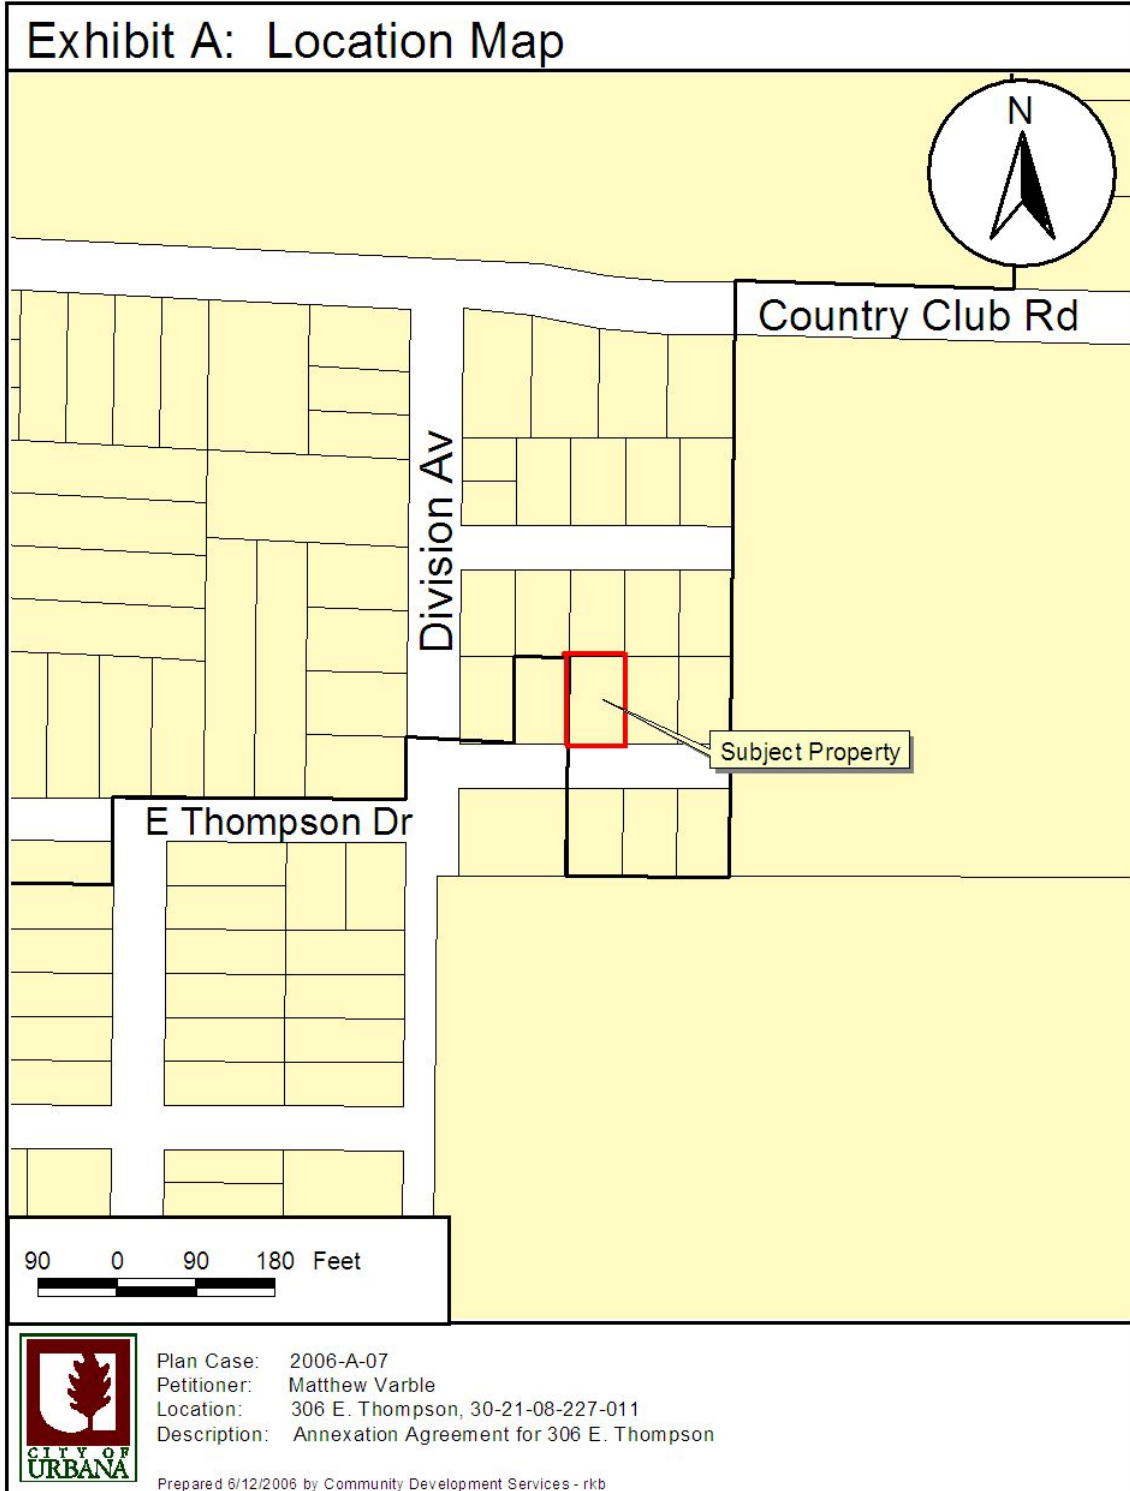 Exhibit A: Location Map
N
Country Club Rd
Division Av
Subject Property
E Thompson Dr
90 0 90 180 Feet
CITY OF
URBANA
Plan Case: 2006-A-07
Petitioner: Matthew Varble
Location: 306 E. Thompson, 30-21-08-227-011
Description: Annexation Agreement for 306 E. Thompson
Prepared 6/12/2006 by Community Development Services - rkb